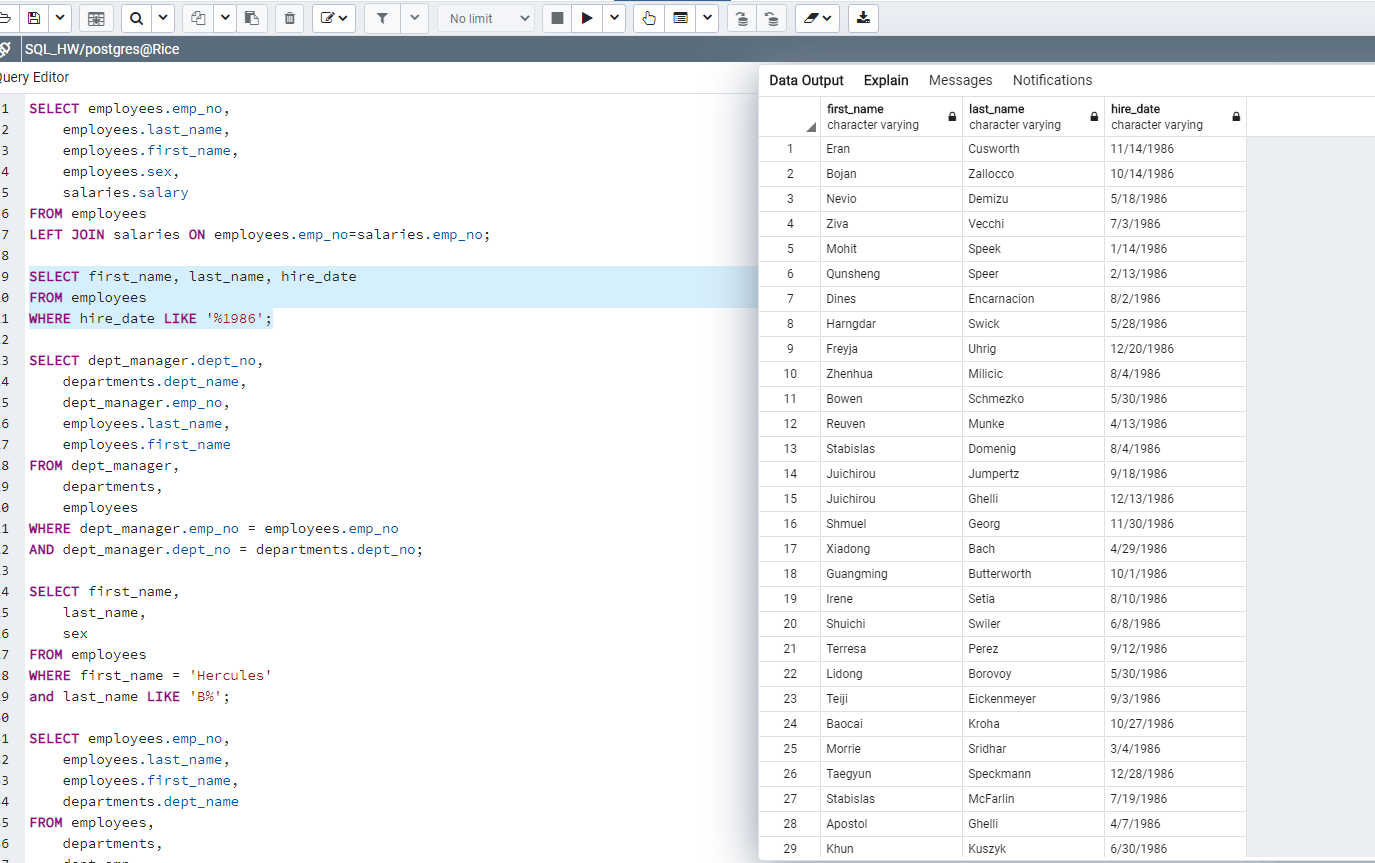 No limit
SQL_HW/postgres@Rice
Query Editor
1 SELECT employees.emp_no,
2 employees.last_name,
3 employees.first_name,
4 employees.sex,
5 salaries.salary
6 FROM employees
7 LEFT JOIN salaries ON employees.emp_no=salaries.emp_no;
8
9 SELECT first_name, last_name, hire_date
0 FROM employees
1 WHERE hire_date LIKE '%1986';
2
3 SELECT dept_manager.dept_no,
4 departments.dept_name,
5 dept_manager.emp_no,
6 employees.last_name,
7 employees.first_name
8 FROM dept_manager,
9 departments,
0 employees
1 WHERE dept_manager.emp_no = employees.emp_no
2 AND dept_manager.dept_no = departments.dept_no;
3
4 SELECT first_name,
5 last_name,
6 sex
7 FROM employees
8 WHERE first_name = 'Hercules'
9 and last_name LIKE 'B%';
0
1 SELECT employees.emp_no,
2 employees.last_name,
3 employees.first_name,
4 departments.dept_name
5 FROM employees,
6 departments,
Data Output Explain Messages Notifications
first_name last_name hire_date
character varying character varying character varying
1 Eran Cusworth 11/14/1986
2 Bojan Zallocco 10/14/1986
3 Nevio Demizu 5/18/1986
4 Ziva Vecchi 7/3/1986
5 Mohit Speek 1/14/1986
6 Qunsheng Speer 2/13/1986
7 Dines Encarnacion 8/2/1986
8 Harngdar Swick 5/28/1986
9 Freyja Uhrig 12/20/1986
10 Zhenhua Milicic 8/4/1986
11 Bowen Schmezko 5/30/1986
12 Reuven Munke 4/13/1986
13 Stabislas Domenig 8/4/1986
14 Juichirou Jumpertz 9/18/1986
15 Juichirou Ghelli 12/13/1986
16 Shmuel Georg 11/30/1986
17 Xiadong Bach 4/29/1986
18 Guangming Butterworth 10/1/1986
19 Irene Setia 8/10/1986
20 Shuichi Swiler 6/8/1986
21 Terresa Perez 9/12/1986
22 Lidong Borovoy 5/30/1986
23 Teiji Eickenmeyer 9/3/1986
24 Baocai Kroha 10/27/1986
25 Morrie Sridhar 3/4/1986
26 Taegyun Speckmann 12/28/1986
27 Stabislas McFarlin 7/19/1986
28 Apostol Ghelli 4/7/1986
29 Khun Kuszyk 6/30/1986